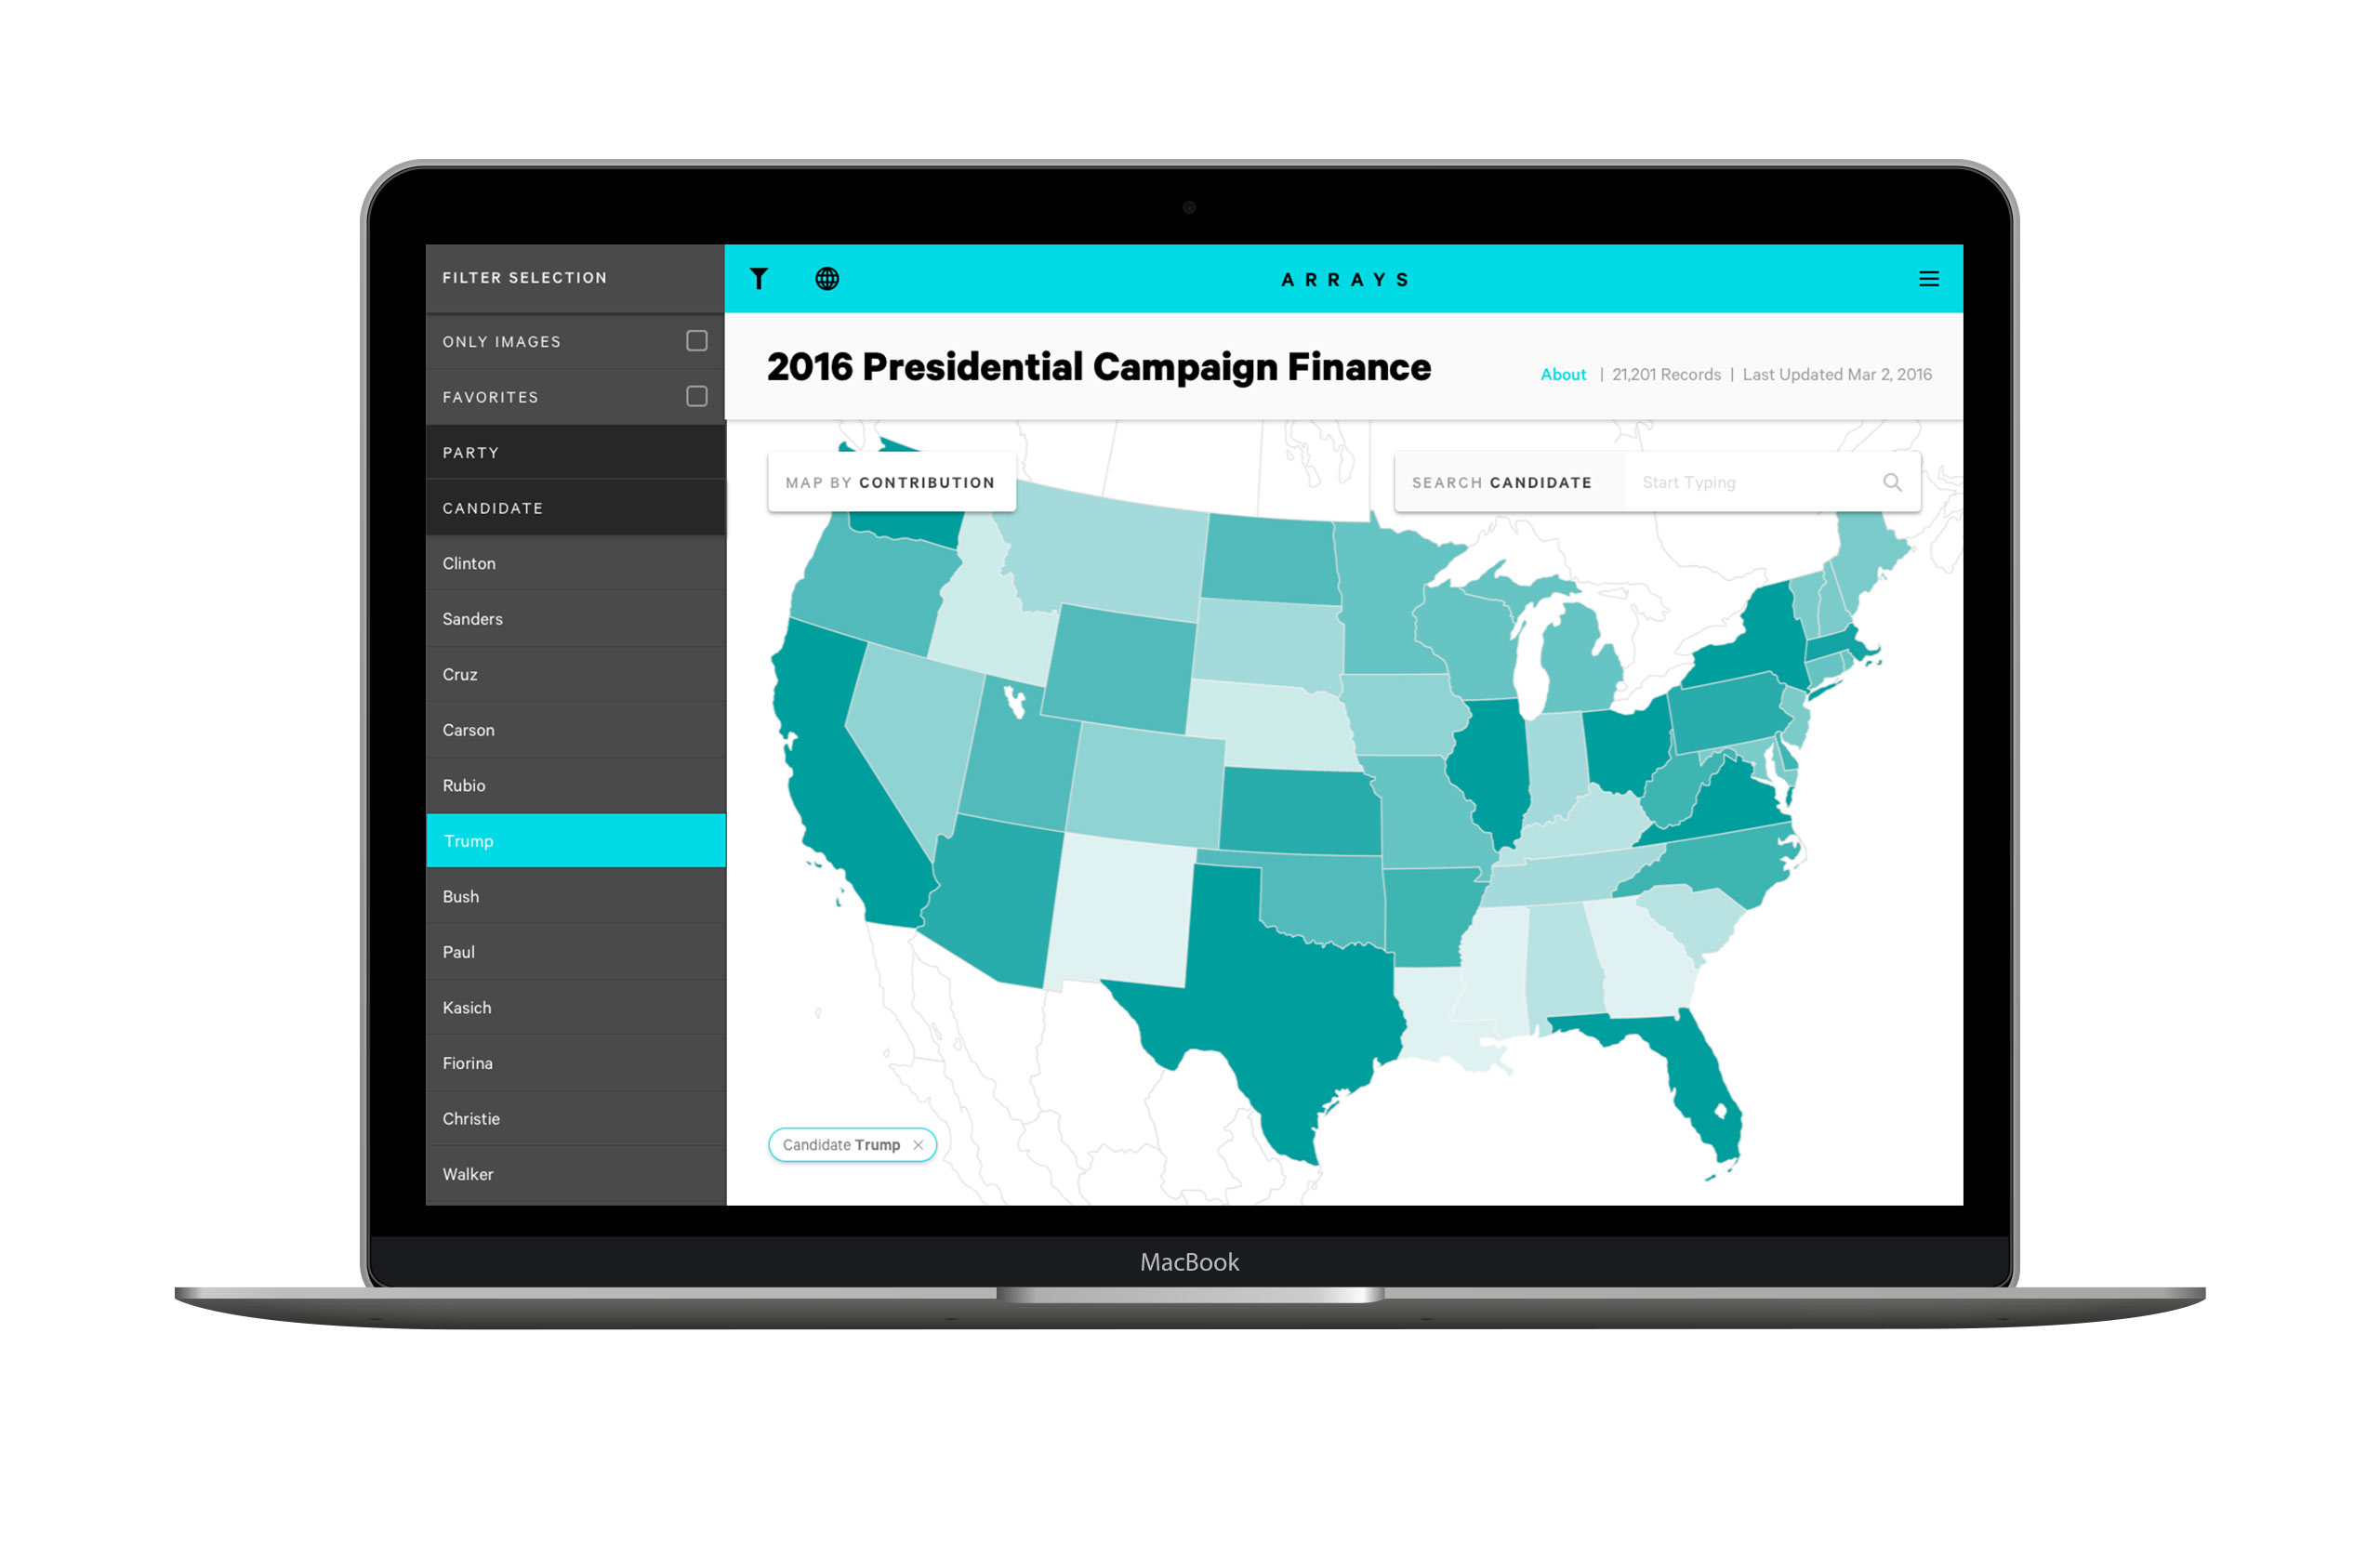 FILTER SELECTION
ARRAYS
ONLY IMAGES
FAVORITES
PARTY
CANDIDATE
Clinton
Sanders
Cruz
Carson
Rubio
Trump
Bush
Paul
Kasich
Fiorina
Christie
Walker
2016 Presidential Campaign Finance
About | 21,201 Records | Last Updated Mar 2, 2016
MAP BY CONTRIBUTION
SEARCH CANDIDATE Start Typing
Candidate Trump ×
MacBook